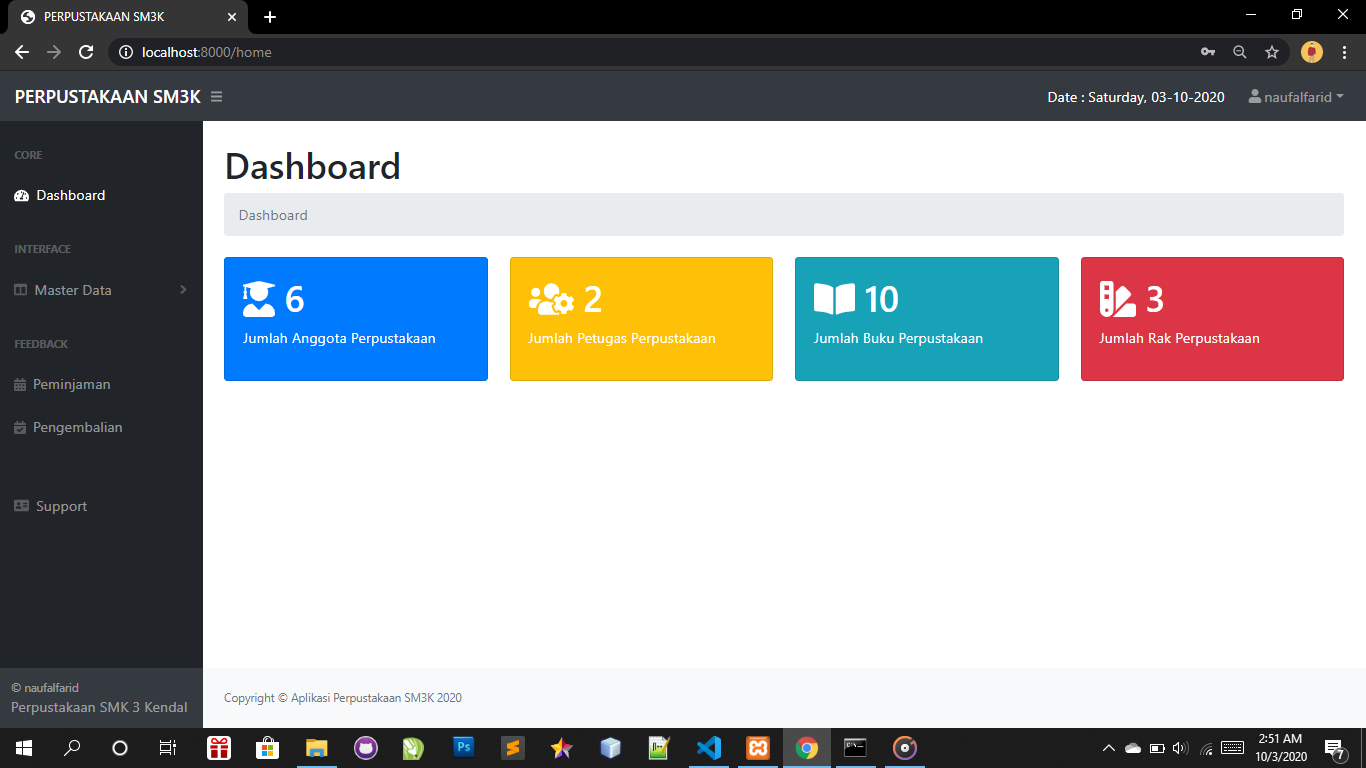 PERPUSTAKAAN SM3K
localhost:8000/home
PERPUSTAKAAN SM3K
Date : Saturday, 03-10-2020
naufalfarid
CORE
Dashboard
INTERFACE
Master Data
FEEDBACK
Peminjaman
Pengembalian
Support
© naufalfarid
Perpustakaan SMK 3 Kendal
Dashboard
Dashboard
6
Jumlah Anggota Perpustakaan
2
Jumlah Petugas Perpustakaan
10
Jumlah Buku Perpustakaan
3
Jumlah Rak Perpustakaan
Copyright © Aplikasi Perpustakaan SM3K 2020
Ps
2:51 AM
10/3/2020
7